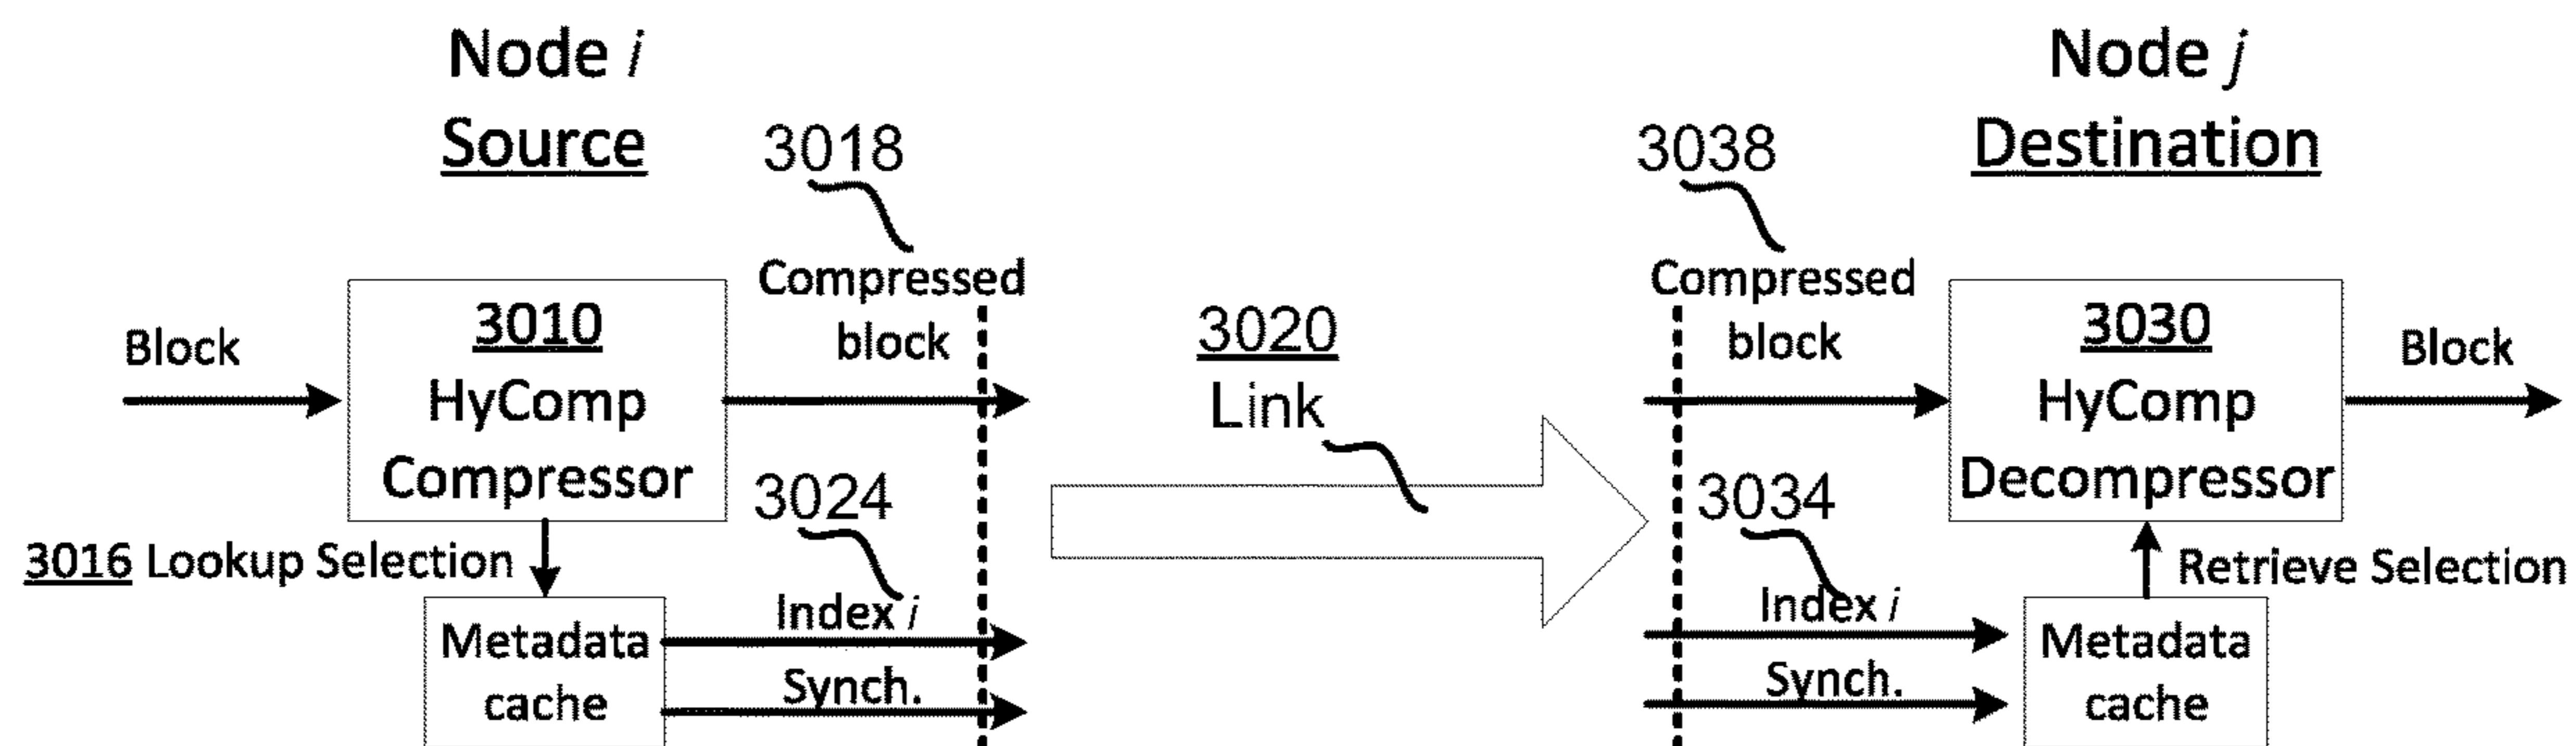 Node i
Source
3018
Compressed
block
Block
3010
HyComp
Compressor
3024
3016 Lookup Selection
Index i
Metadata
cache
Synch.
3020
Link
Node j
Destination
3038
Compressed
block
3030
HyComp
Decompressor
Block
3034
Retrieve Selection
Index i
Synch.
Metadata
cache